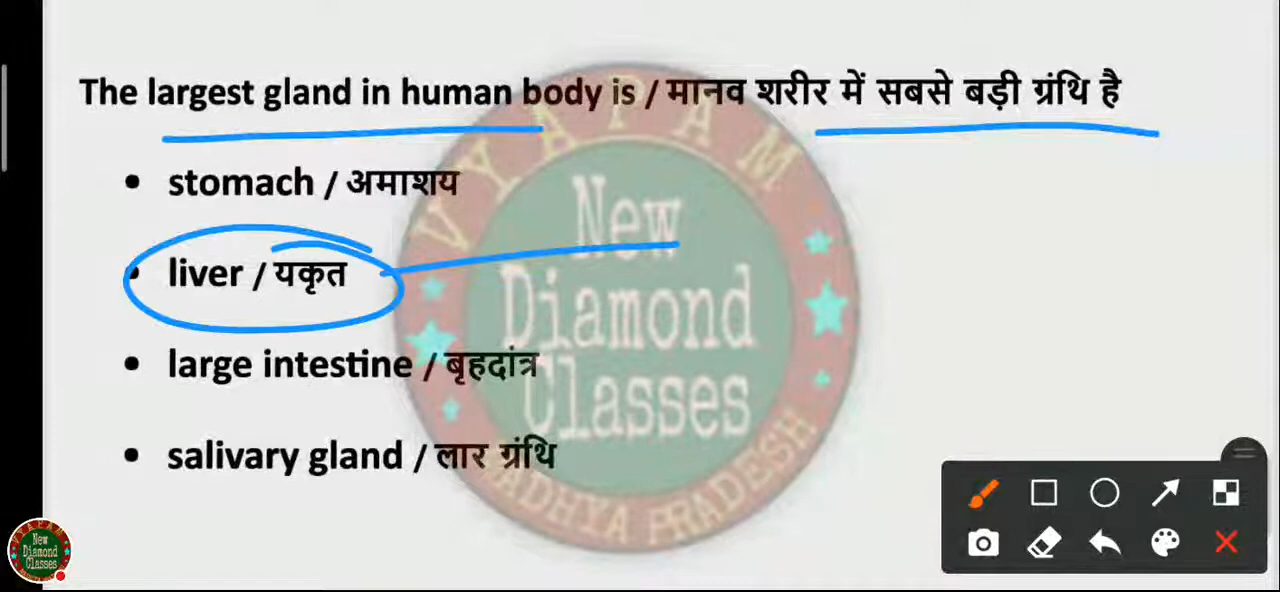 The largest gland in human body is / मानव शरीर में सबसे बड़ी ग्रंथि है
• stomach / अमाशय
• liver / यकृत
• large intestine / बृहदांत्र
• salivary gland / लार ग्रंथि
VYAPAM
New
Diamond
Classes
MADHYA PRADESH
VYAPAM
New
Diamond
Classes